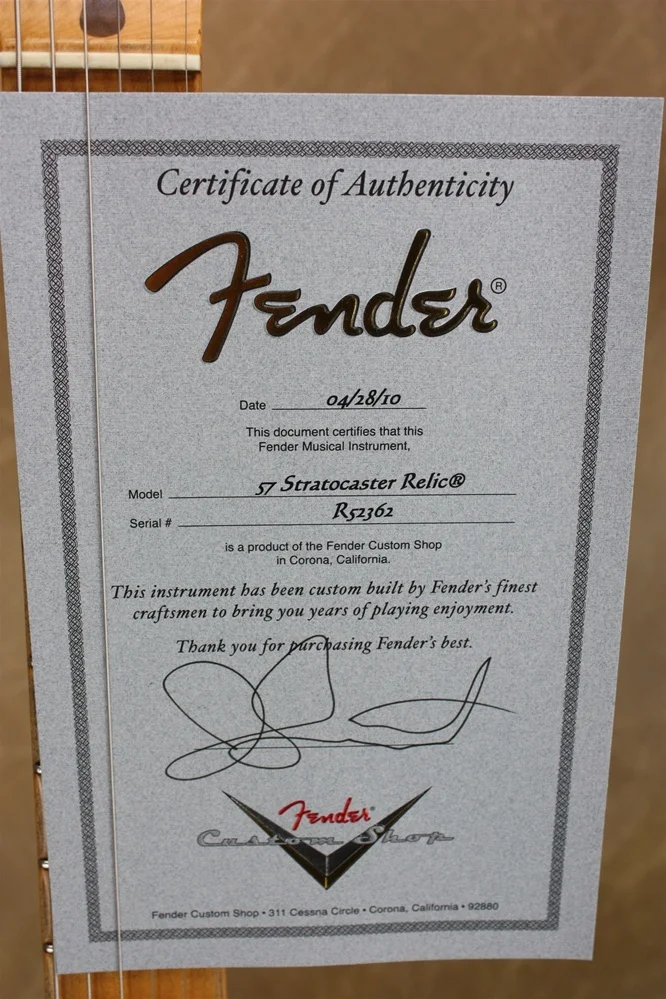 Certificate of Authenticity
Fender®
Date 04/28/10
This document certifies that this
Fender Musical Instrument,
Model 57 Stratocaster Relic®
Serial # R52362
is a product of the Fender Custom Shop
in Corona, California.
This instrument has been custom built by Fender's finest
craftsmen to bring you years of playing enjoyment.
Thank you for purchasing Fender's best.
Fender®
Custom Shop
Fender Custom Shop • 311 Cessna Circle • Corona, California • 92880